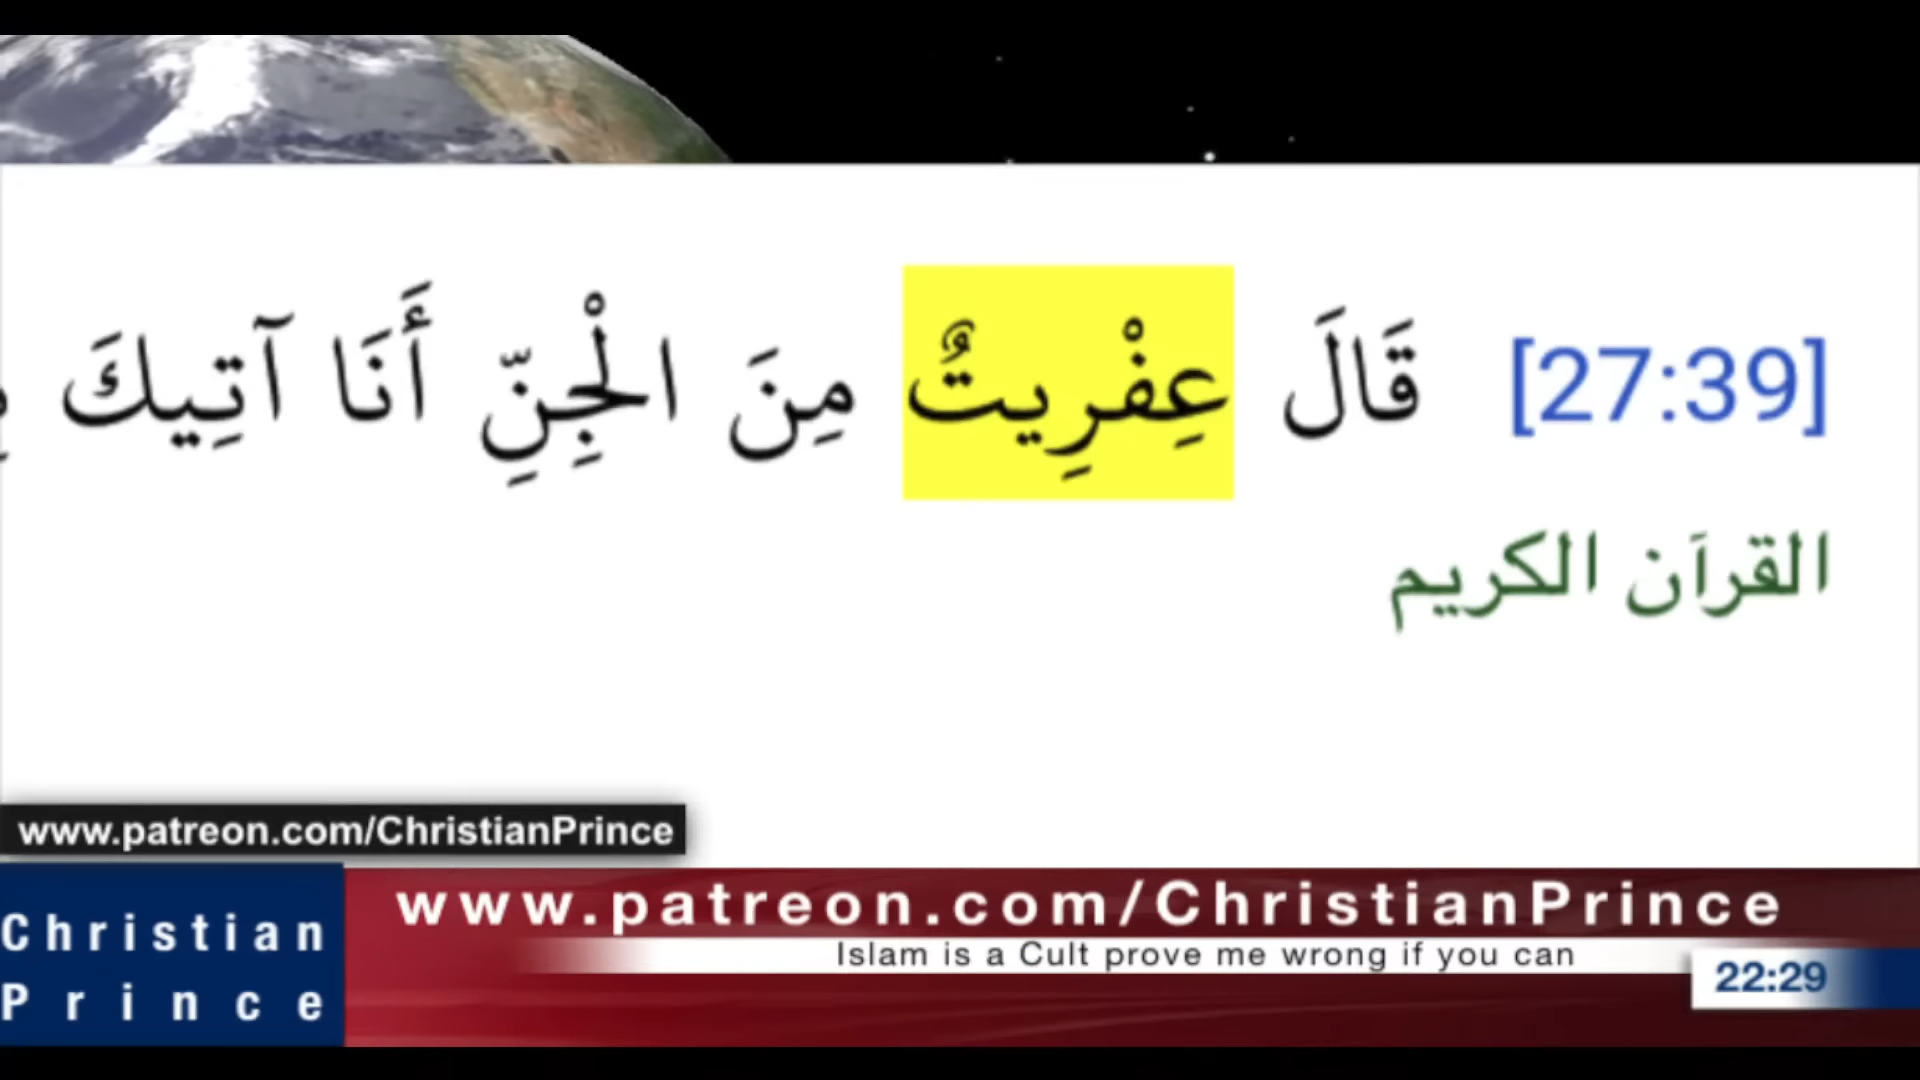 [27:39] قَالَ عِفْرِيتٌ مِنَ الْجِنِّ أَنَا آتِيكَ
القرآن الكريم
www.patreon.com/ChristianPrince
www.patreon.com/ChristianPrince
Islam is a Cult prove me wrong if you can
Christian
Prince
22:29